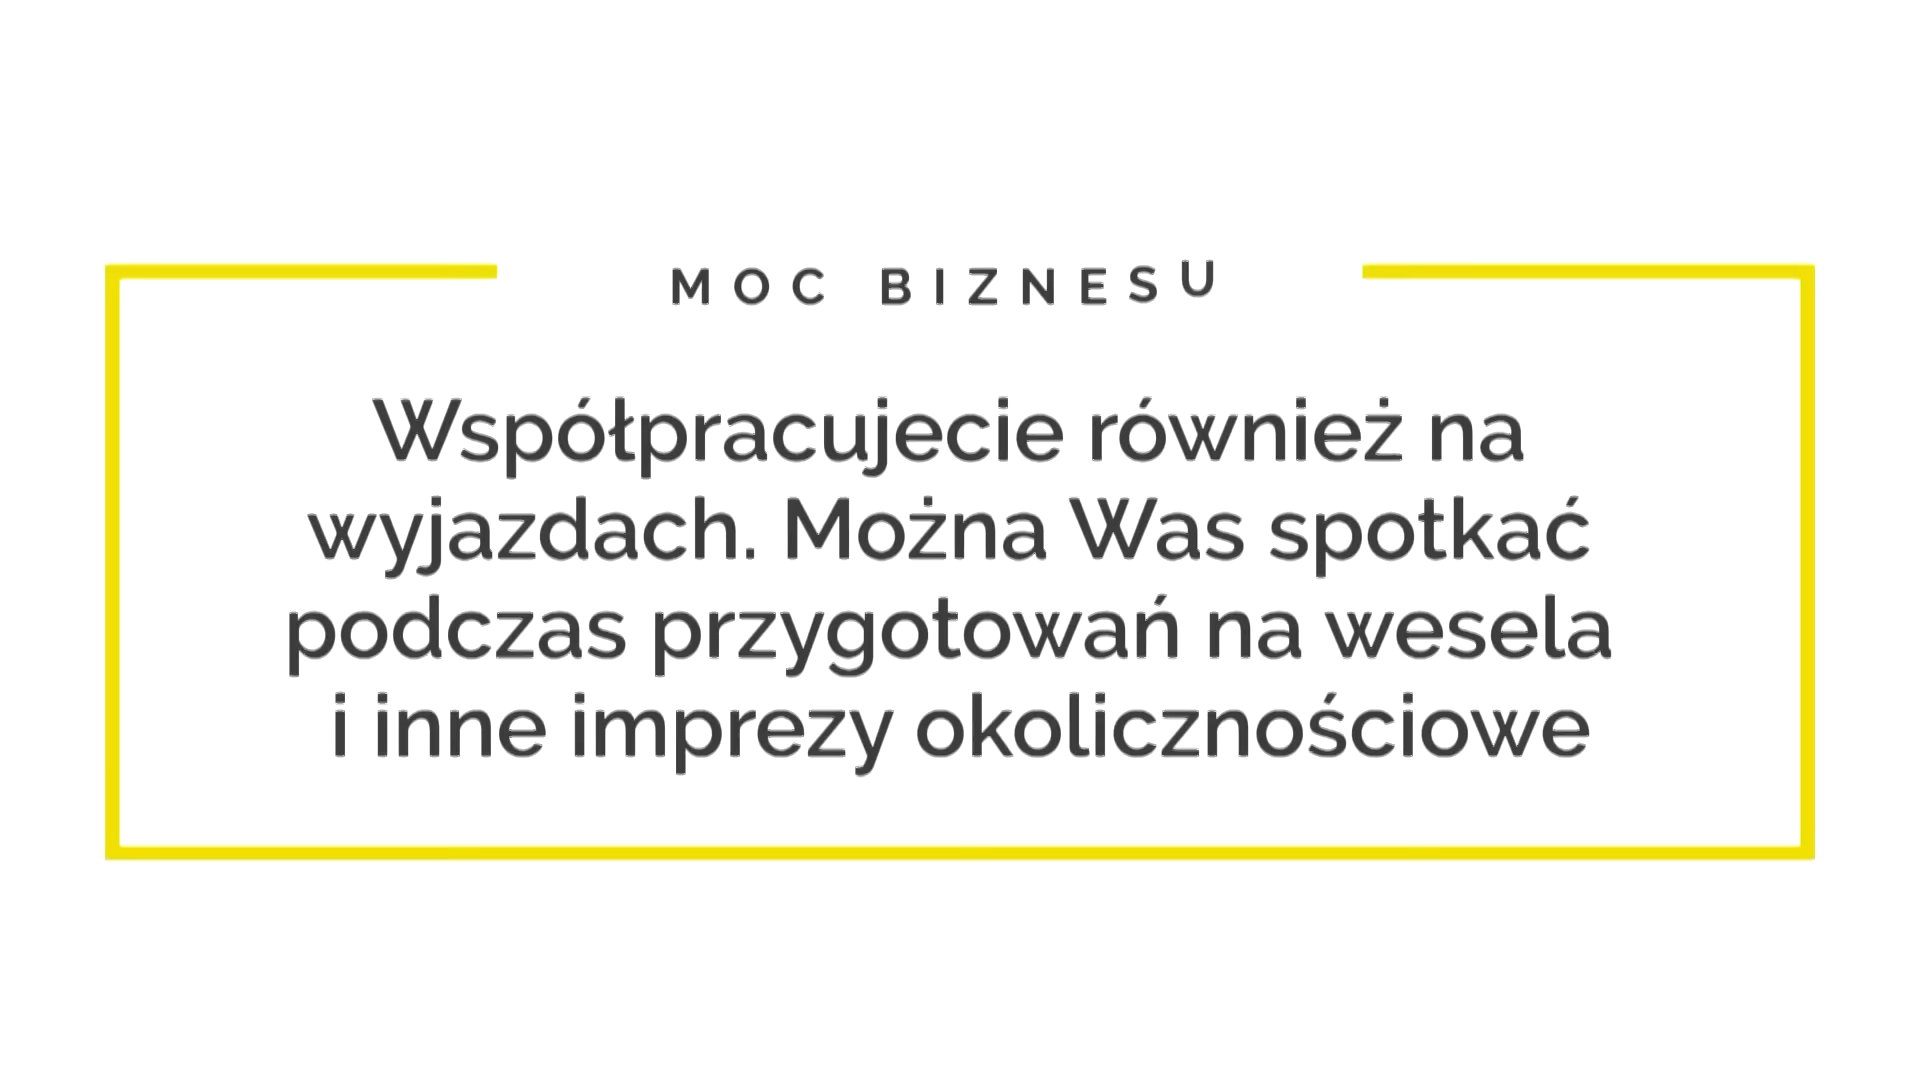 MOC BIZNESU
Współpracujecie również na
wyjazdach. Można Was spotkać
podczas przygotowań na wesela
i inne imprezy okolicznościowe